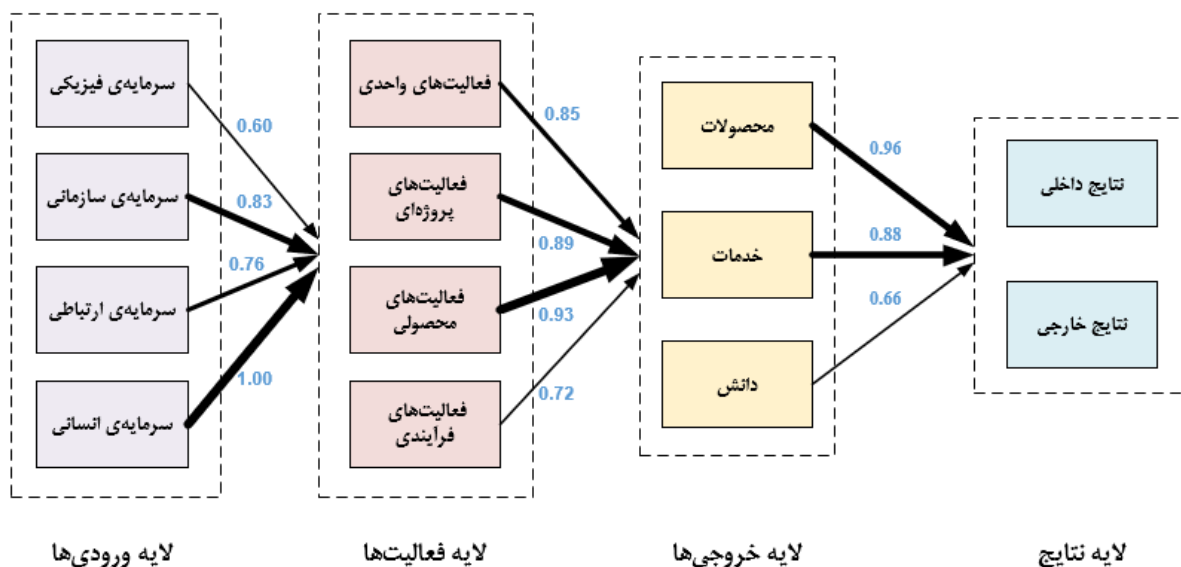 سرمایه‌ی فیزیکی
سرمایه‌ی سازمانی
سرمایه‌ی ارتباطی
سرمایه‌ی انسانی
0.60
0.83
0.76
1.00
فعالیت‌های واحدی
فعالیت‌های
پروژه‌ای
فعالیت‌های
محصولی
فعالیت‌های
فرآیندی
0.85
0.89
0.93
0.72
محصولات
خدمات
دانش
0.96
0.88
0.66
نتایج داخلی
نتایج خارجی
لایه ورودی‌ها
لایه فعالیت‌ها
لایه خروجی‌ها
لایه نتایج